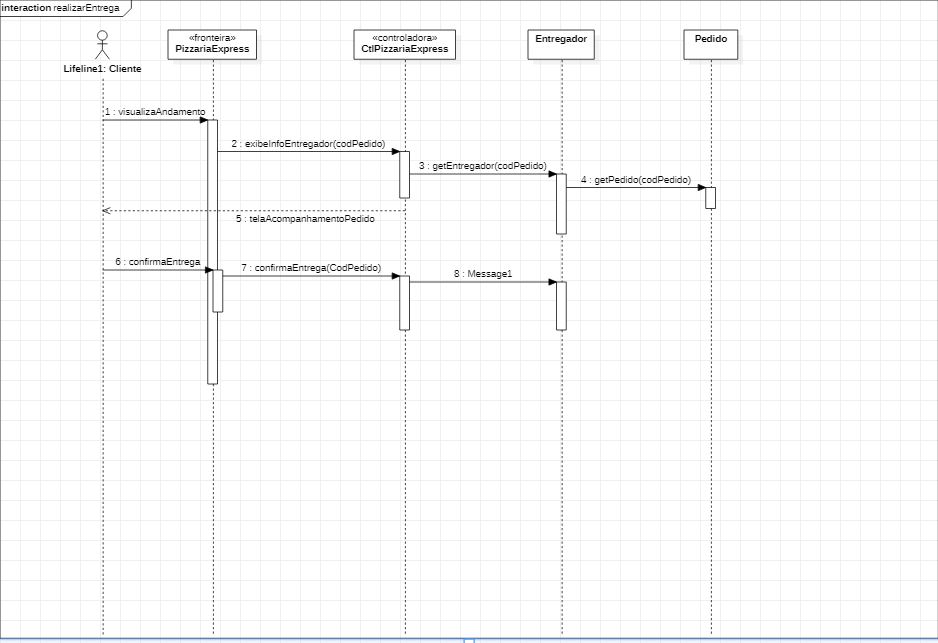 interaction realizarEntrega
«fronteira»
PizzariaExpress
«controladora»
CtlPizzariaExpress
Entregador
Pedido
Lifeline1: Cliente
1 : visualizaAndamento
2 : exibeInfoEntregador(codPedido)
3 : getEntregador(codPedido)
4 : getPedido(codPedido)
5 : telaAcompanhamentoPedido
6 : confirmaEntrega
7 : confirmaEntrega(CodPedido)
8 : Message1